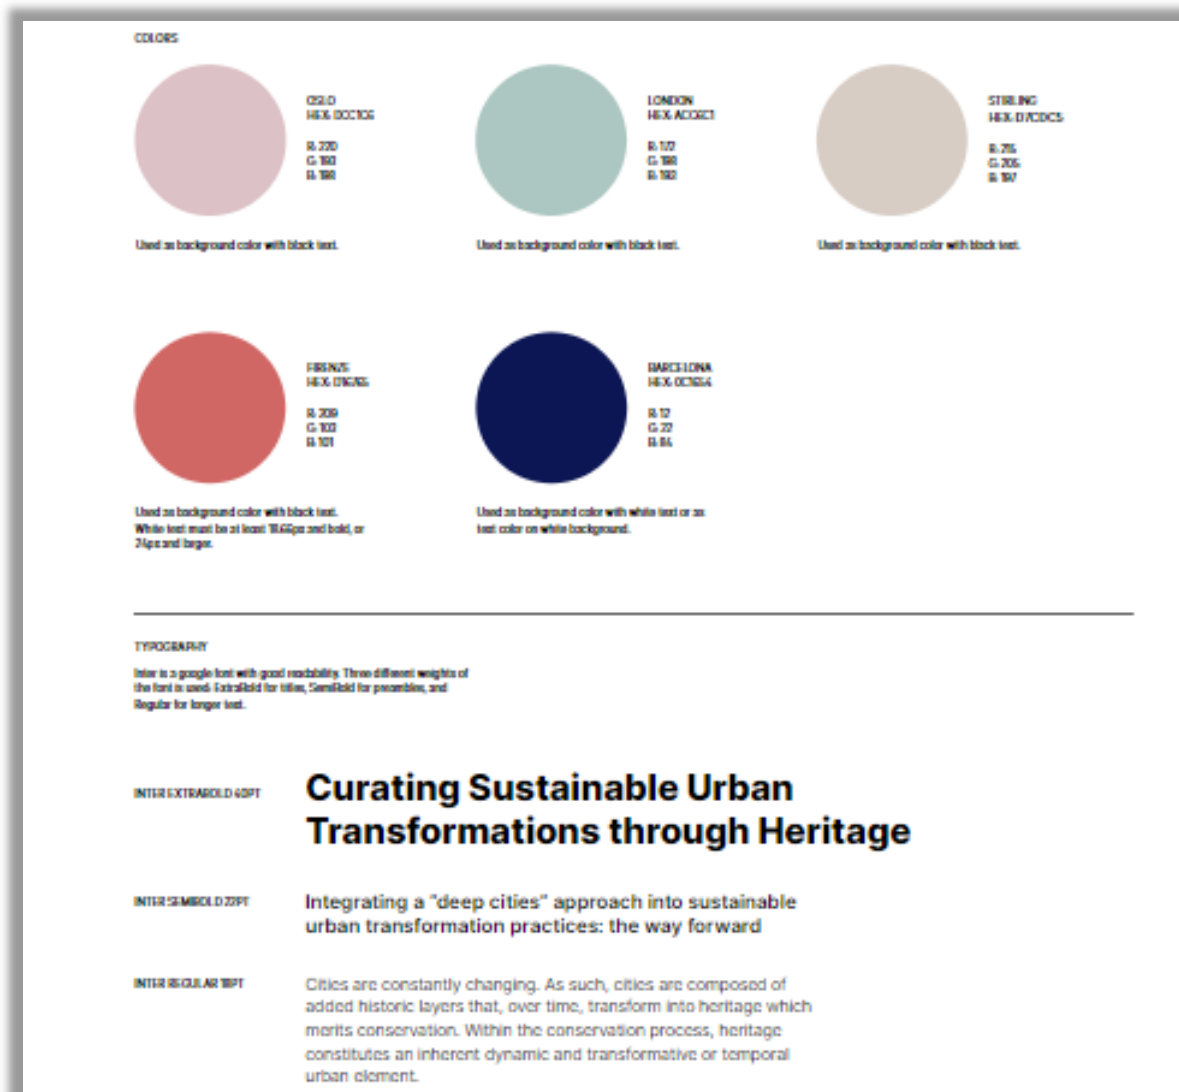 COLORS
OSLO
HEX: DCC1C6
R: 220
G: 193
B: 198
Used as background color with black text.
LONDON
HEX: ACC6C1
R: 172
G: 198
B: 193
Used as background color with black text.
STIRLING
HEX: D7CDC5
R: 215
G: 205
B: 197
Used as background color with black text.
FIRENZE
HEX: D16765
R: 209
G: 103
B: 101
Used as background color with black text.
White text must be at least 18.66px and bold, or
24px and larger.
BARCELONA
HEX: 0C1654
R: 12
G: 22
B: 84
Used as background color with white text or as
text color on white background.
TYPOGRAPHY
Inter is a google font with good readability. Three different weights of
the font is used: ExtraBold for titles, SemiBold for preambles, and
Regular for longer text.
INTER EXTRABOLD 40PT
Curating Sustainable Urban
Transformations through Heritage
INTER SEMIBOLD 22PT
Integrating a "deep cities" approach into sustainable
urban transformation practices: the way forward
INTER REGULAR 18PT
Cities are constantly changing. As such, cities are composed of
added historic layers that, over time, transform into heritage which
merits conservation. Within the conservation process, heritage
constitutes an inherent dynamic and transformative or temporal
urban element.